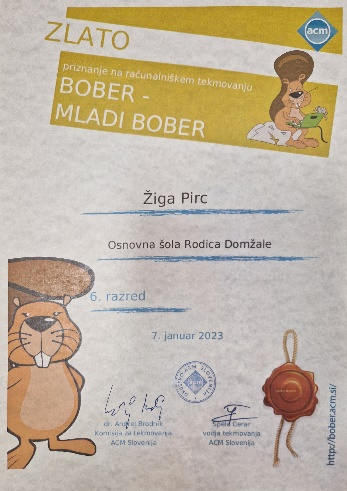 ZLATO
acm
priznanje na računalniškem tekmovanju
BOBER -
MLADI BOBER
Žiga Pirc
Osnovna šola Rodica Domžale
6. razred
7. januar 2023
dr. Andrej Brodnik
Komisija za tekmovanja
ACM Slovenija
Špela Cerar
vodja tekmovanja
ACM Slovenija
http://bober.acm.si/